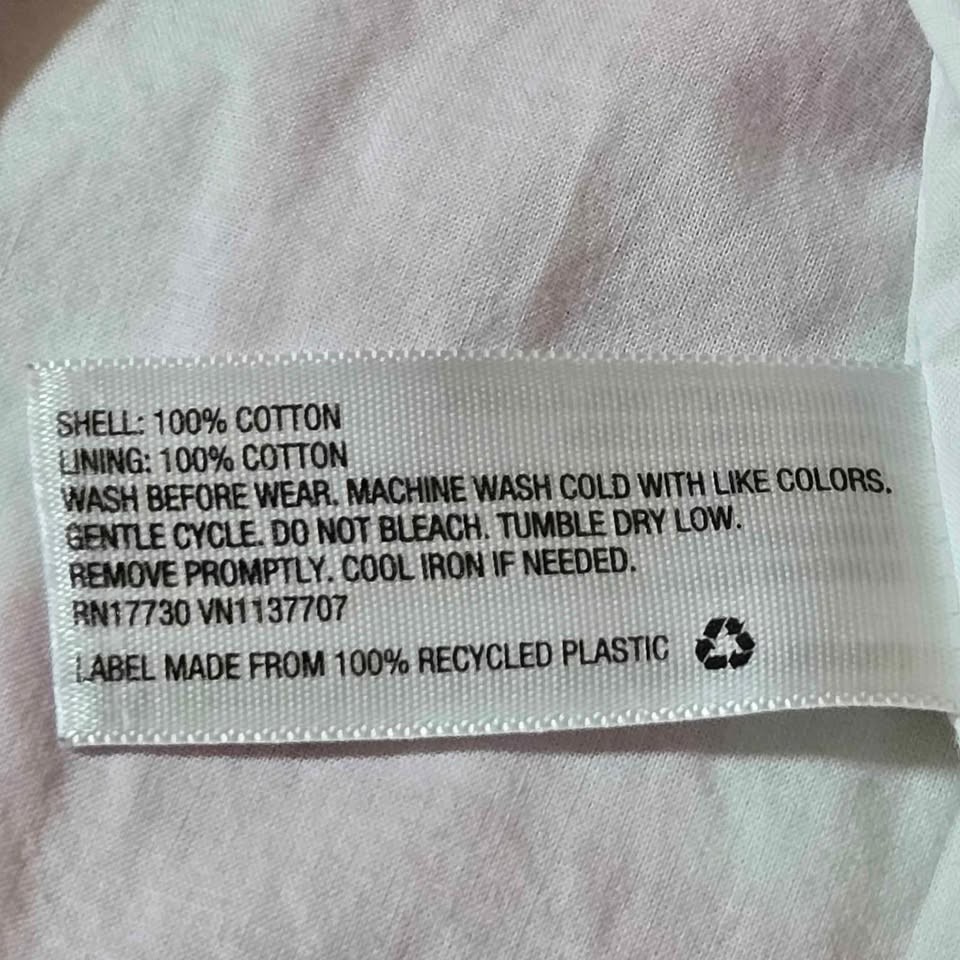 SHELL: 100% COTTON
LINING: 100% COTTON
WASH BEFORE WEAR. MACHINE WASH COLD WITH LIKE COLORS.
GENTLE CYCLE. DO NOT BLEACH. TUMBLE DRY LOW.
REMOVE PROMPTLY. COOL IRON IF NEEDED.
RN17730 VN1137707
LABEL MADE FROM 100% RECYCLED PLASTIC